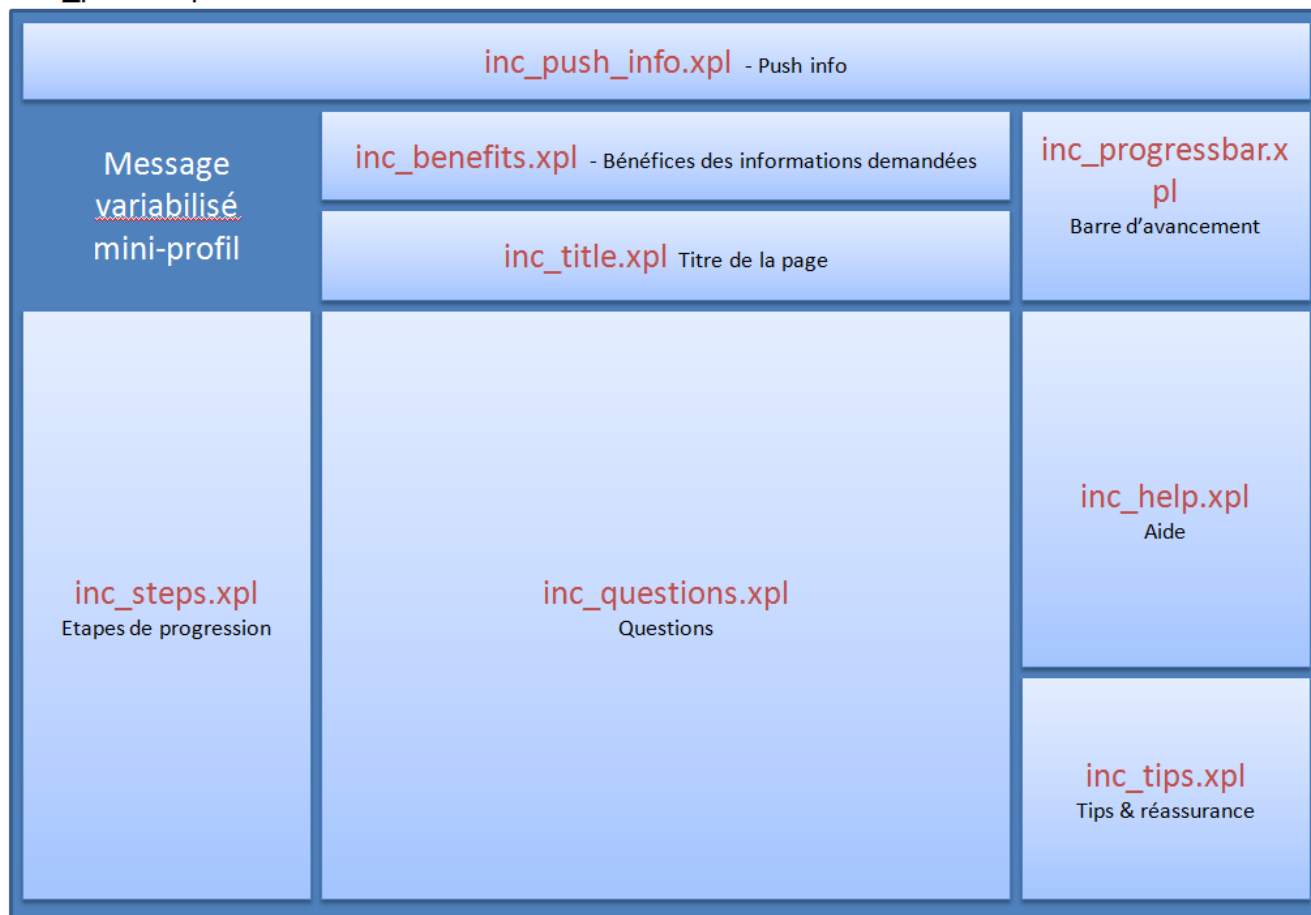 inc_push_info.xpl - Push info
Message
variabilisé
mini-profil
inc_benefits.xpl - Bénéfices des informations demandées
inc_title.xpl Titre de la page
inc_progressbar.x
pl
Barre d'avancement
inc_steps.xpl
Etapes de progression
inc_questions.xpl
Questions
inc_help.xpl
Aide
inc_tips.xpl
Tips & réassurance